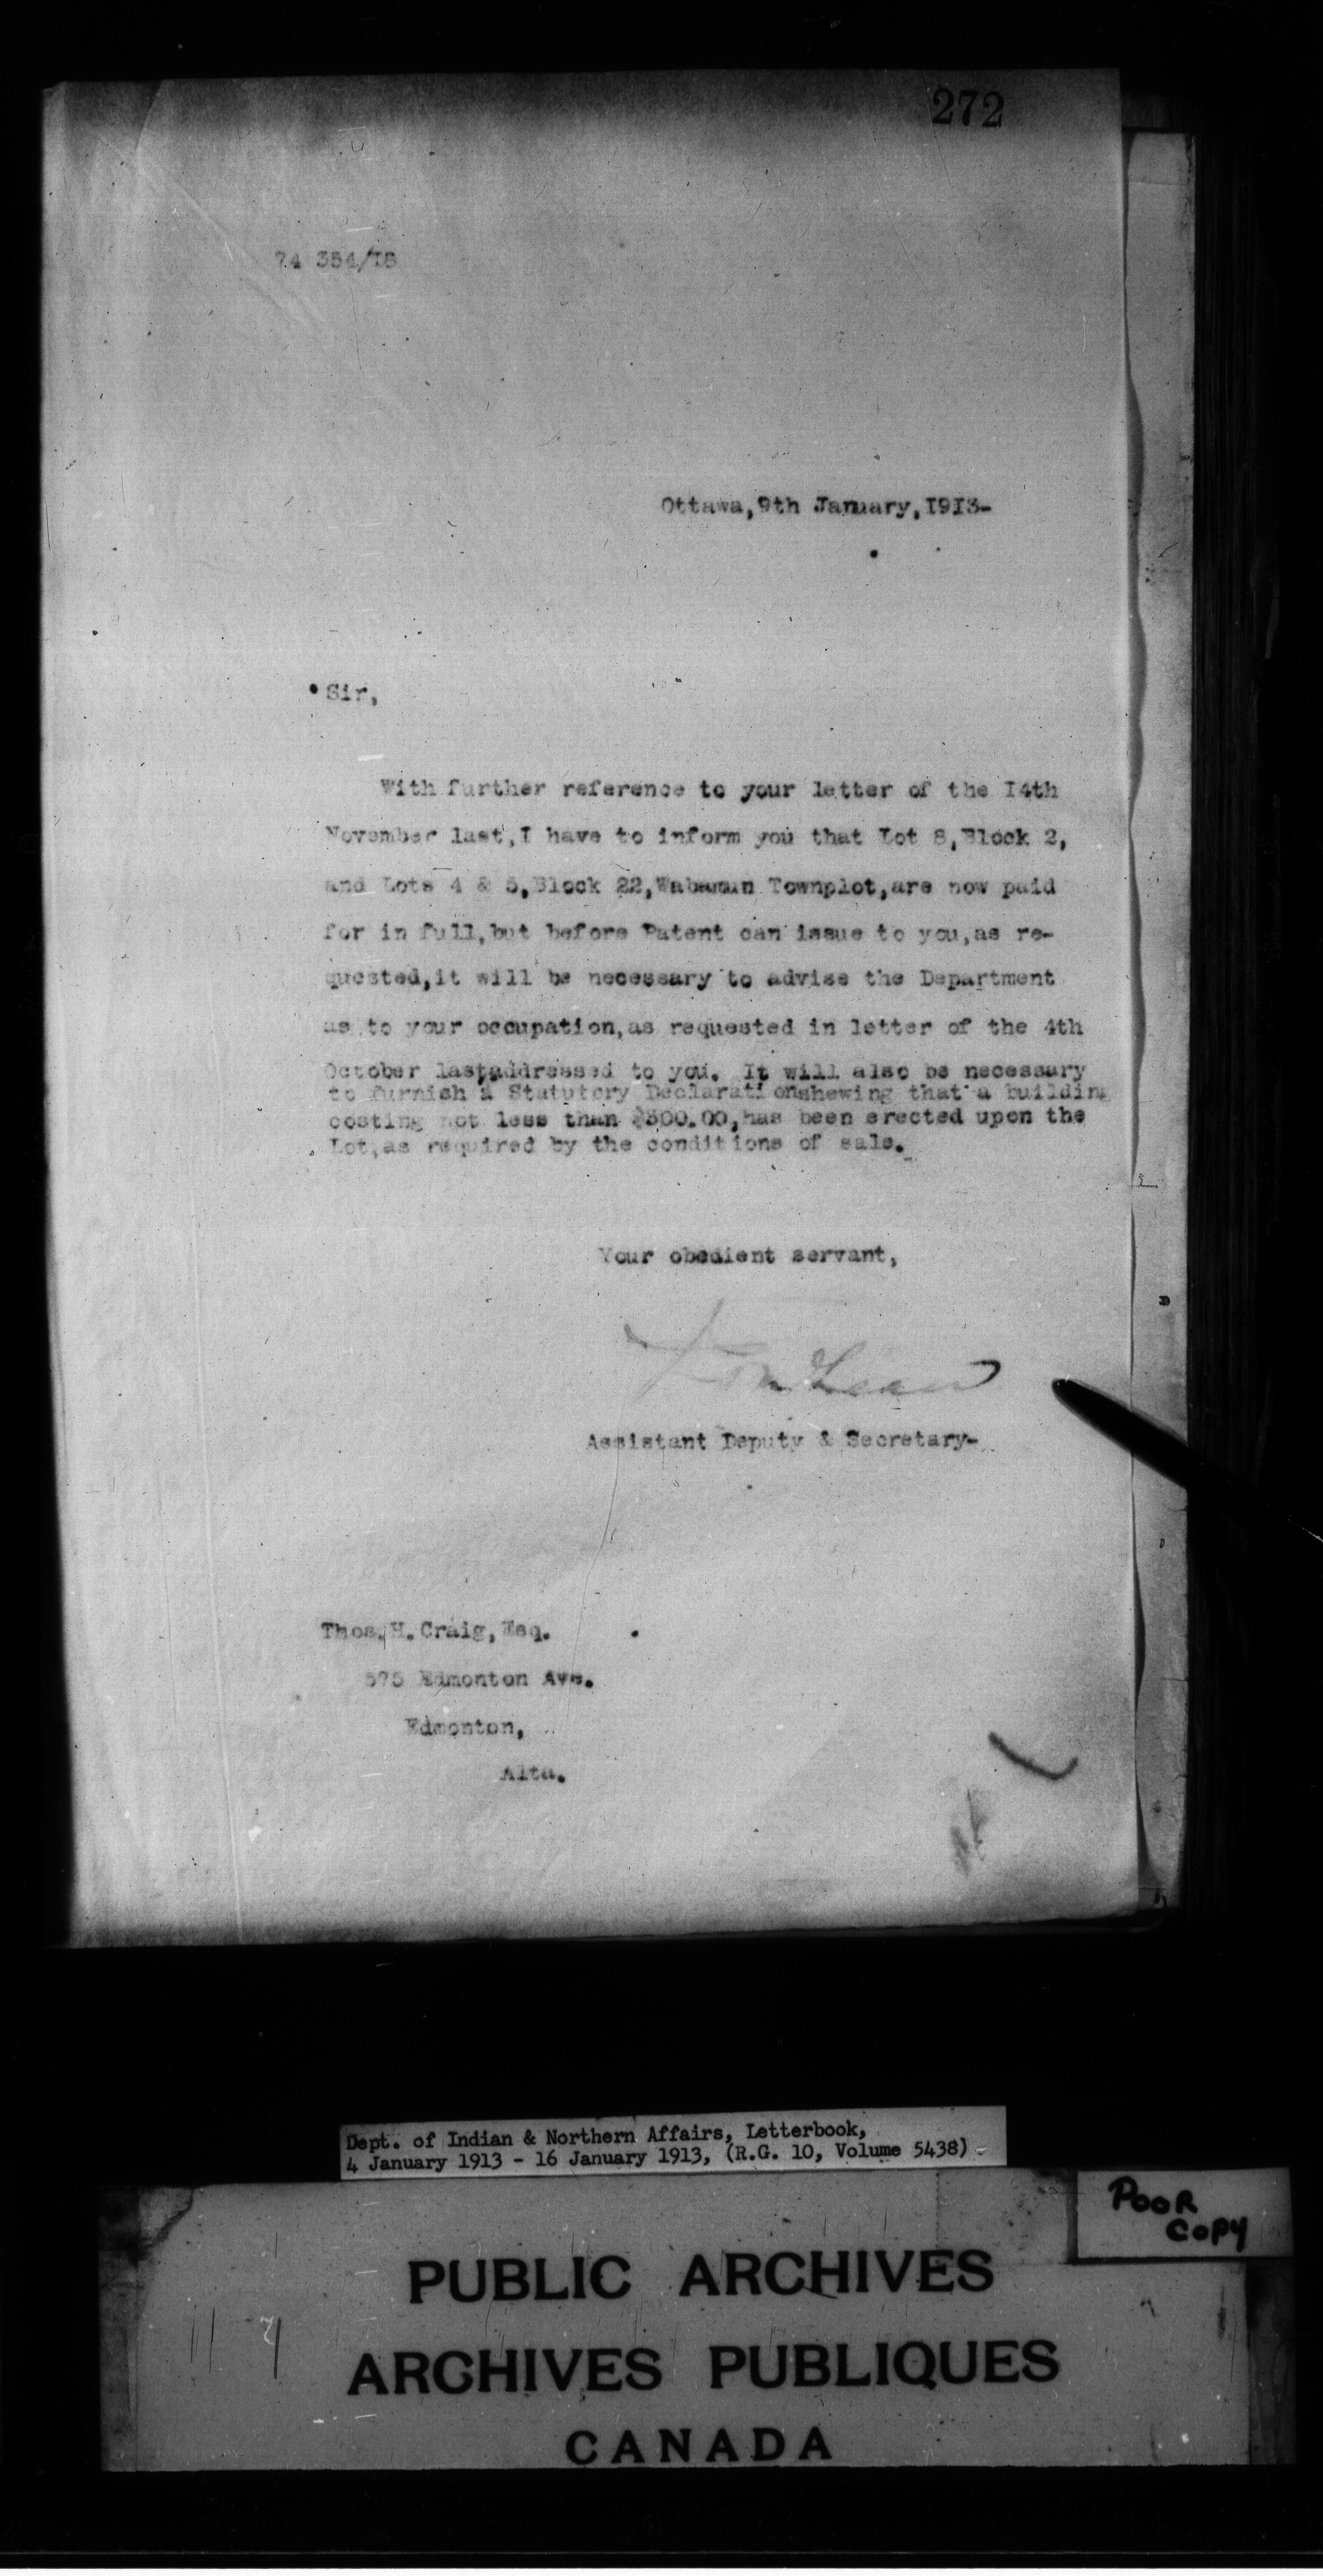 272
74 354/I8
Ottawa, 9th January, I9I3-
Sir,
With further reference to your letter of the I4th
November last, I have to inform you that Lot 8, Block 2,
and Lots 4 & 5, Block 22, Wabamun Townplot, are now paid
for in full, but before Patent can issue to you, as re-
quested, it will be necessary to advise the Department
as to your occupation, as requested in letter of the 4th
October last, addressed to you. It will also be necessary
to furnish a Statutory Declaration shewing that a building
costing not less than $300.00, has been erected upon the
Lot, as required by the conditions of sale.
Your obedient servant,
Assistant Deputy & Secretary-
Thos. H. Craig, Esq.
575 Edmonton Ave.
Edmonton,
Alta.
Dept. of Indian & Northern Affairs, Letterbook,
4 January 1913 - 16 January 1913, (R.G. 10, Volume 5438)
POOR
COPY
PUBLIC ARCHIVES
ARCHIVES PUBLIQUES
CANADA